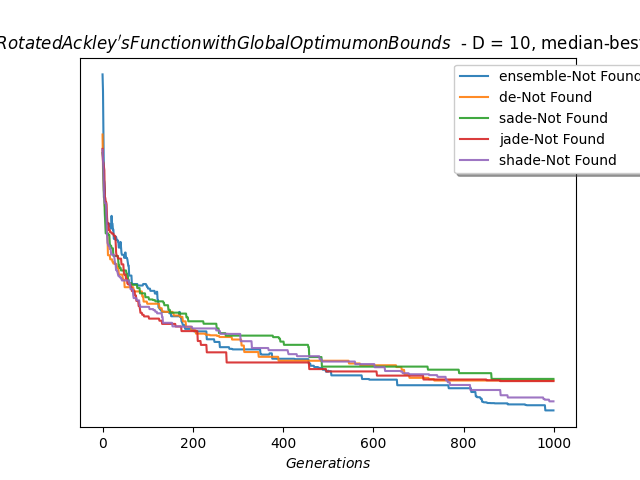 RotatedAckley'sFunctionwithGlobalOptimumonBounds - D = 10, median-best
ensemble-Not Found
de-Not Found
sade-Not Found
jade-Not Found
shade-Not Found
0 200 400 600 800 1000
Generations